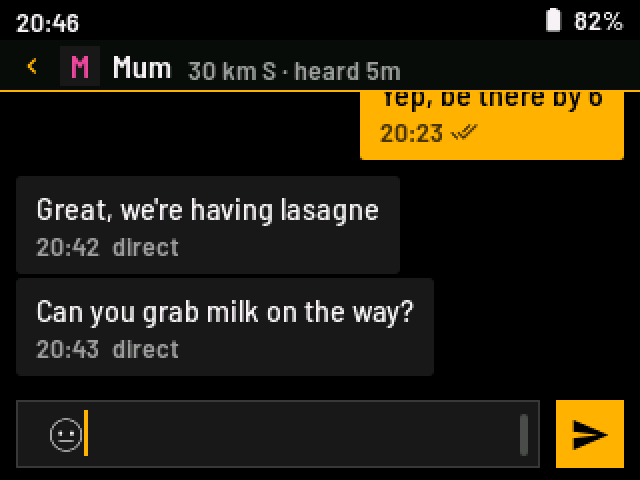 20:46
82%
M Mum 30 km S · heard 5m
Yep, be there by 6
20:23
Great, we're having lasagne
20:42 direct
Can you grab milk on the way?
20:43 direct
😐